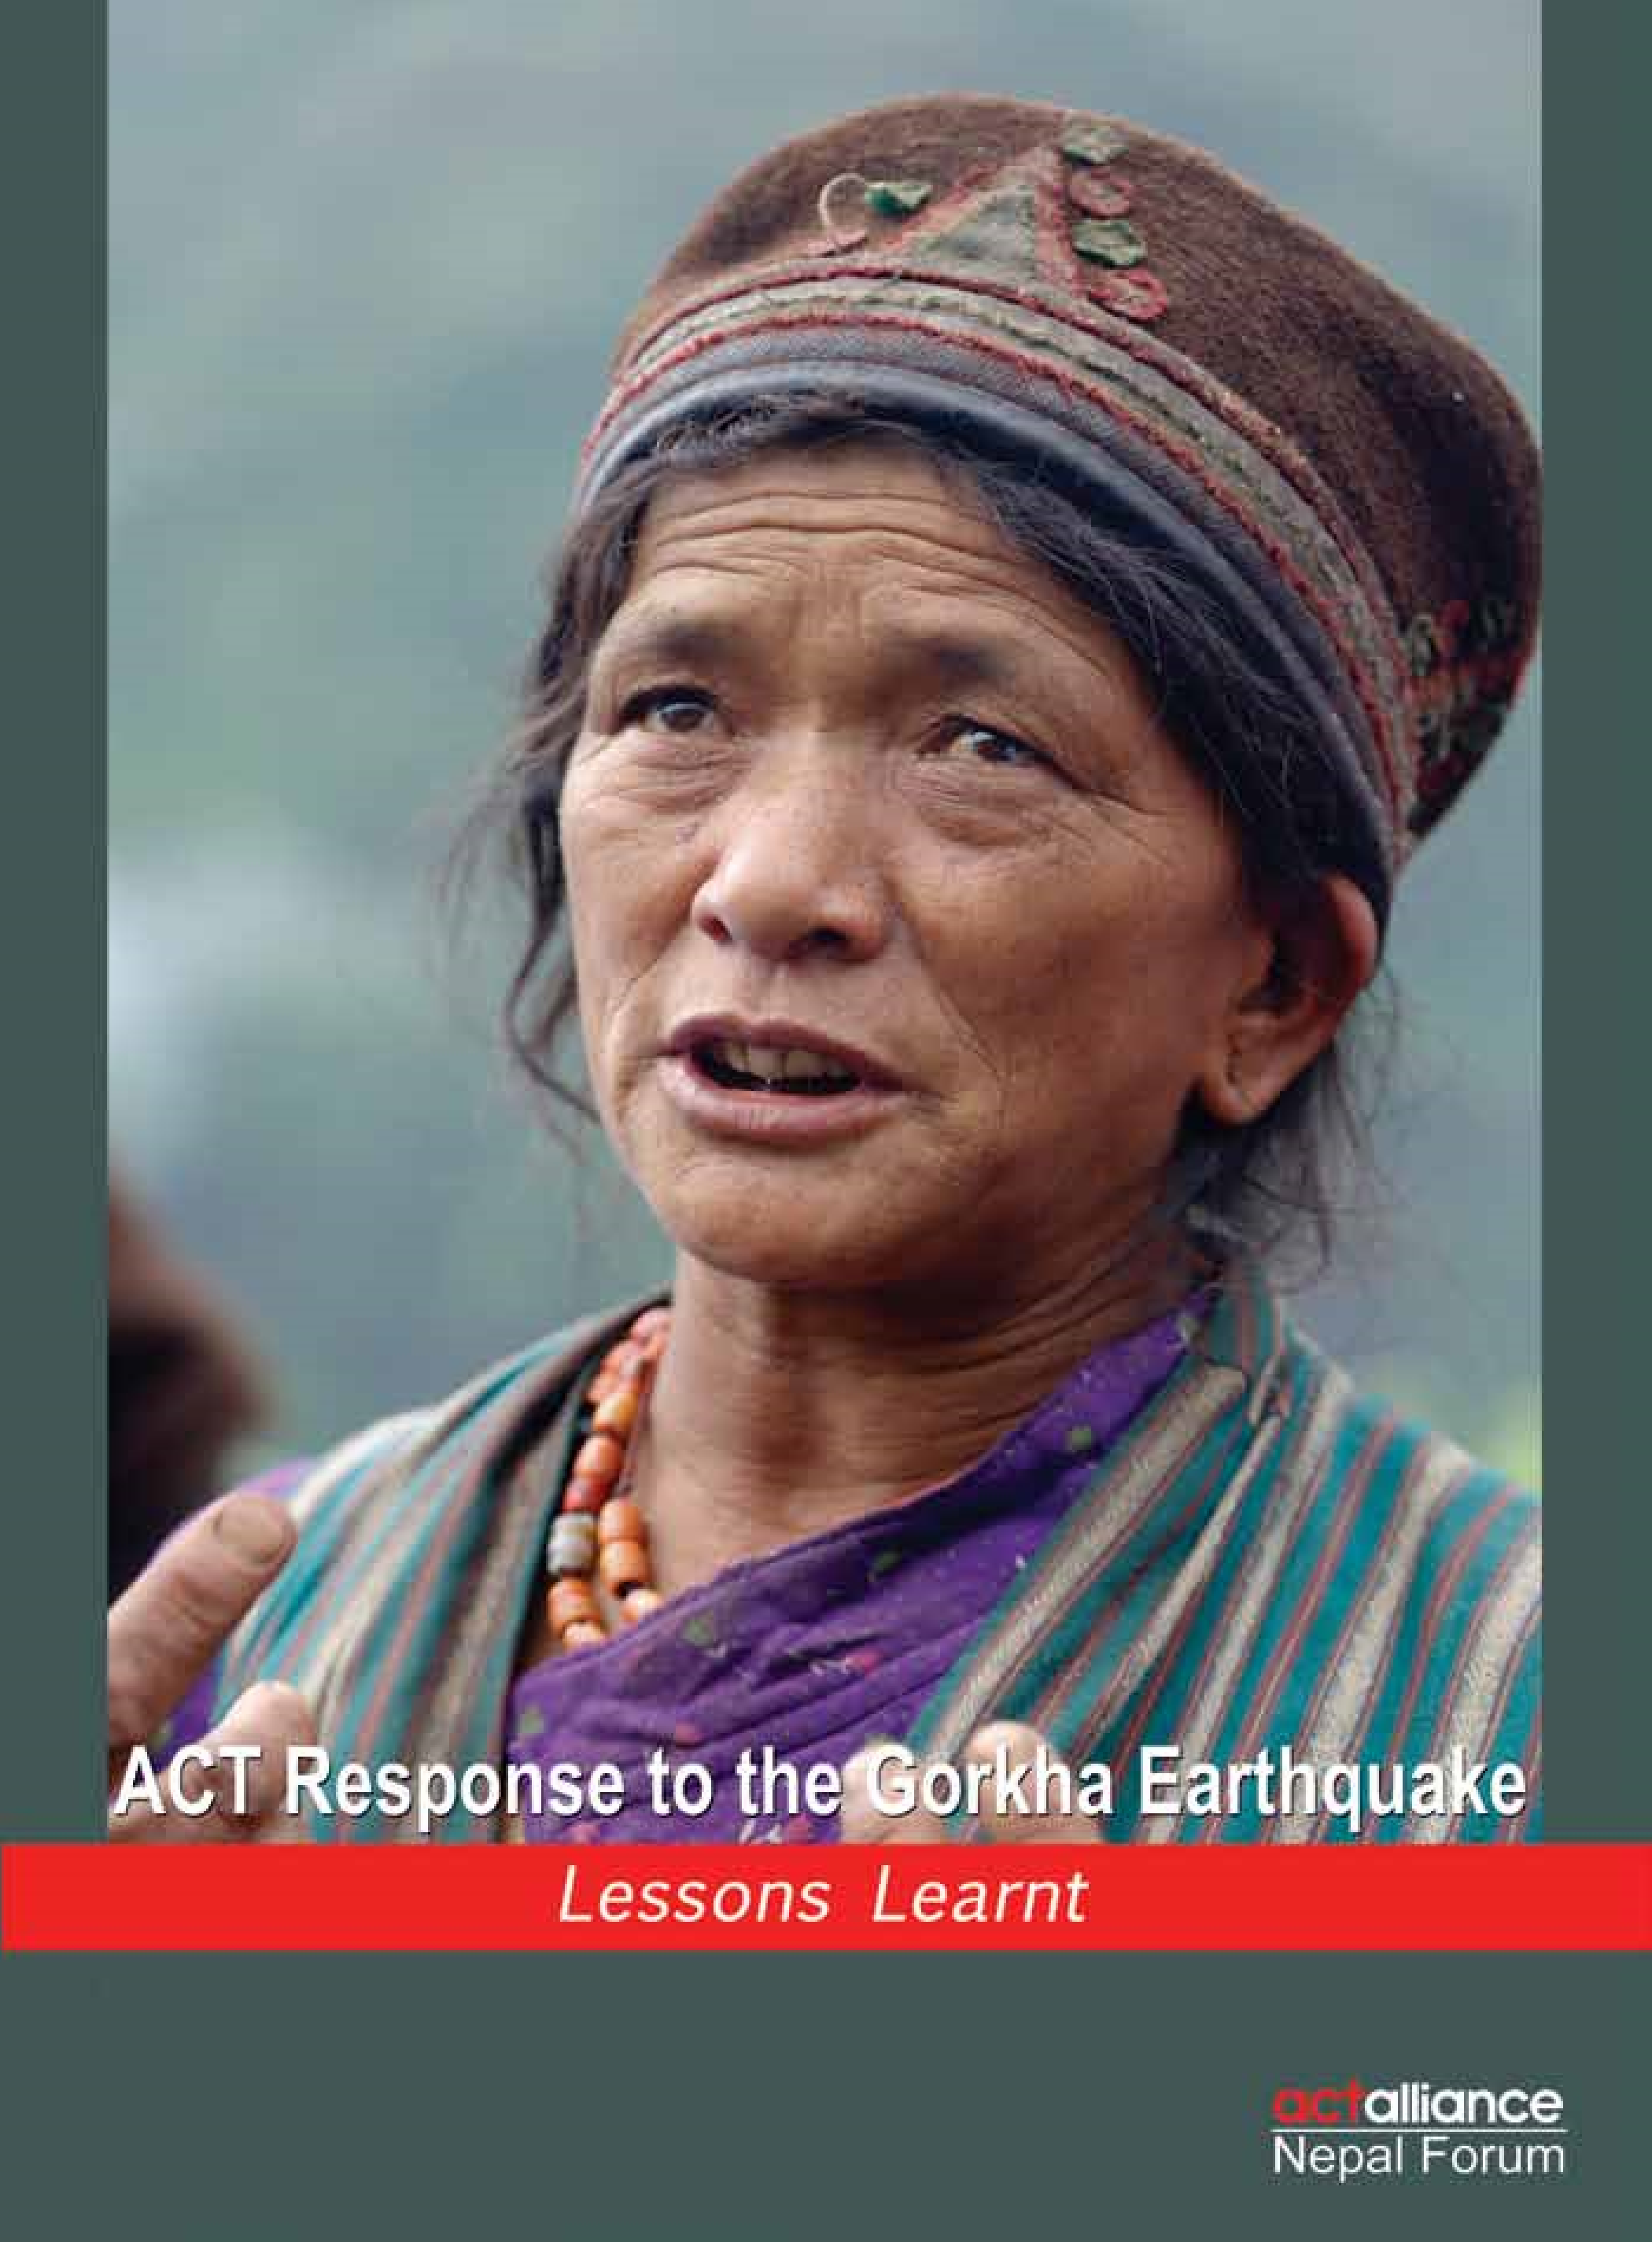 ACT Response to the Gorkha Earthquake
Lessons Learnt
actalliance
Nepal Forum